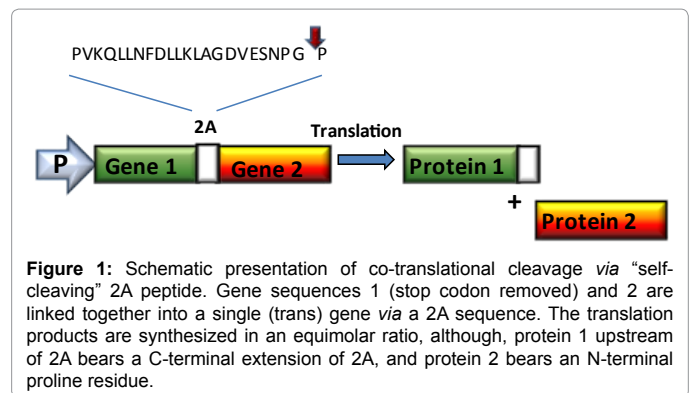 PVKQLLNFDLLKLAGDVESNPG P
2A
Translation
P
Gene 1
Gene 2
Protein 1
+
Protein 2
Figure 1: Schematic presentation of co-translational cleavage via “self-
cleaving” 2A peptide. Gene sequences 1 (stop codon removed) and 2 are
linked together into a single (trans) gene via a 2A sequence. The translation
products are synthesized in an equimolar ratio, although, protein 1 upstream
of 2A bears a C-terminal extension of 2A, and protein 2 bears an N-terminal
proline residue.